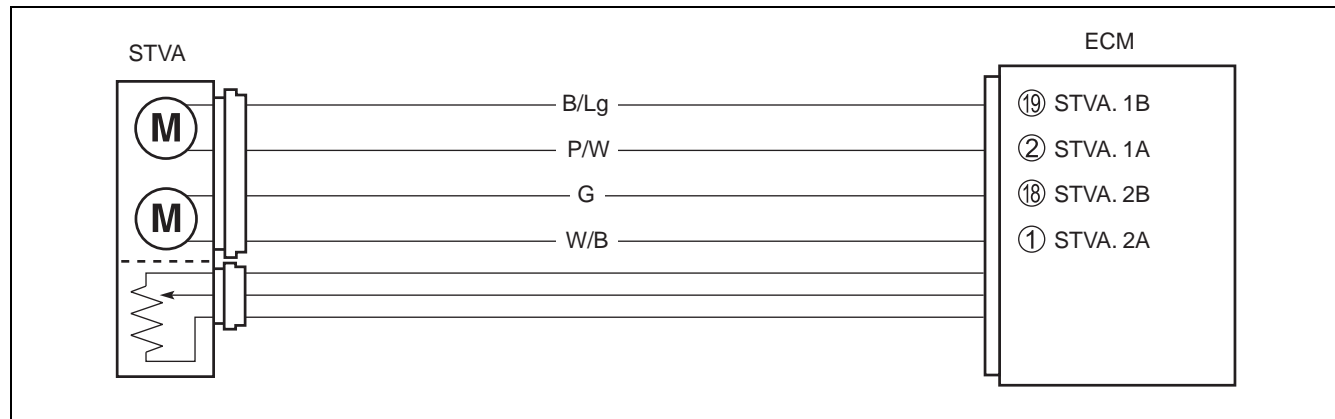 STVA
ECM
M
B/Lg
⑲ STVA. 1B
P/W
② STVA. 1A
M
G
⑱ STVA. 2B
W/B
① STVA. 2A